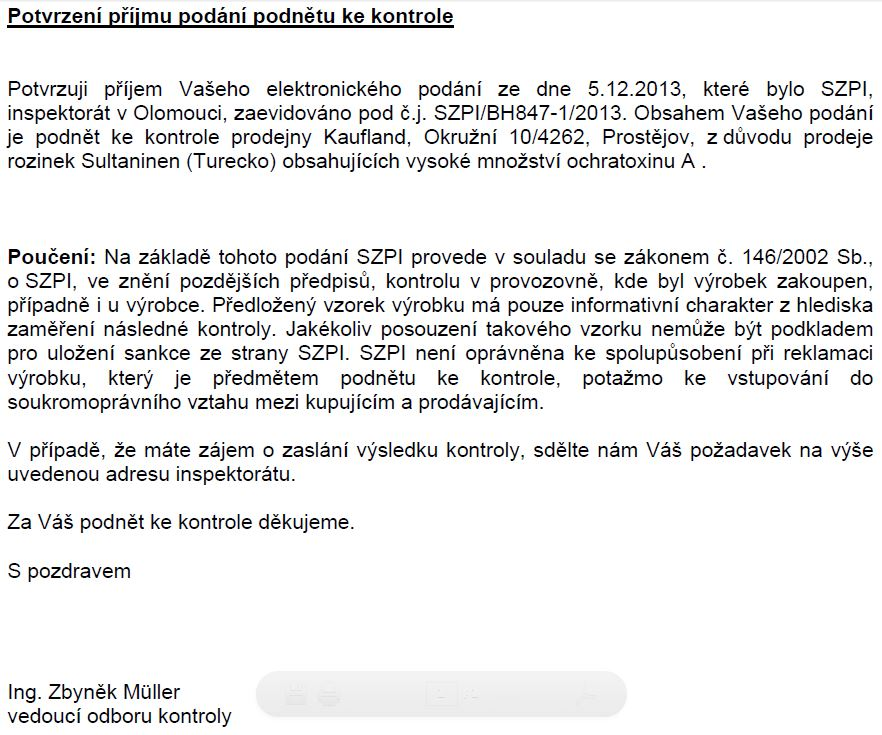 Potvrzení příjmu podání podnětu ke kontrole
Potvrzuji příjem Vašeho elektronického podání ze dne 5.12.2013, které bylo SZPI,
inspektorát v Olomouci, zaevidováno pod č.j. SZPI/BH847-1/2013. Obsahem Vašeho podání
je podnět ke kontrole prodejny Kaufland, Okružní 10/4262, Prostějov, z důvodu prodeje
rozinek Sultaninen (Turecko) obsahujících vysoké množství ochratoxinu A .
Poučení: Na základě tohoto podání SZPI provede v souladu se zákonem č. 146/2002 Sb.,
o SZPI, ve znění pozdějších předpisů, kontrolu v provozovně, kde byl výrobek zakoupen,
případně i u výrobce. Předložený vzorek výrobku má pouze informativní charakter z hlediska
zaměření následné kontroly. Jakékoliv posouzení takového vzorku nemůže být podkladem
pro uložení sankce ze strany SZPI. SZPI není oprávněna ke spolupůsobení při reklamaci
výrobku, který je předmětem podnětu ke kontrole, potažmo ke vstupování do
soukromoprávního vztahu mezi kupujícím a prodávajícím.
V případě, že máte zájem o zaslání výsledku kontroly, sdělte nám Váš požadavek na výše
uvedenou adresu inspektorátu.
Za Váš podnět ke kontrole děkujeme.
S pozdravem
Ing. Zbyněk Müller
vedoucí odboru kontroly